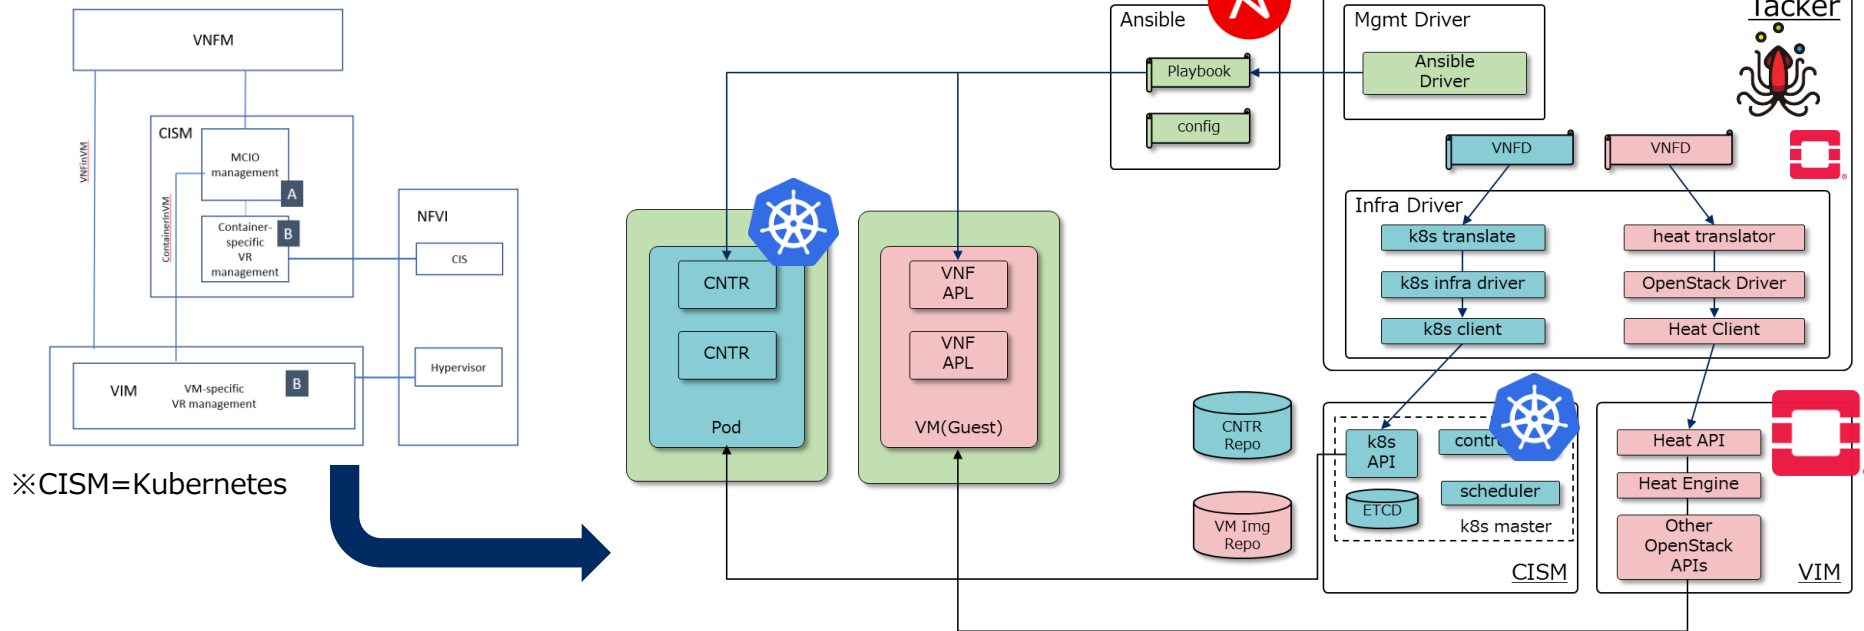 VNFM
CISM
MCIO
management
A
Container-
specific
VR
management
B
VNFinVM
ContainerInVM
NFVI
CIS
Hypervisor
VIM
VM-specific
VR management
B
※CISM=Kubernetes
Ansible
Playbook
config
Mgmt Driver
Ansible
Driver
Tacker
VNFD
VNFD
Infra Driver
k8s translate
k8s infra driver
k8s client
heat translator
OpenStack Driver
Heat Client
CNTR
CNTR
Pod
VNF
APL
VNF
APL
VM(Guest)
CNTR
Repo
VM Img
Repo
k8s
API
ETCD
scheduler
k8s master
CISM
Heat API
Heat Engine
Other
OpenStack
APIs
VIM